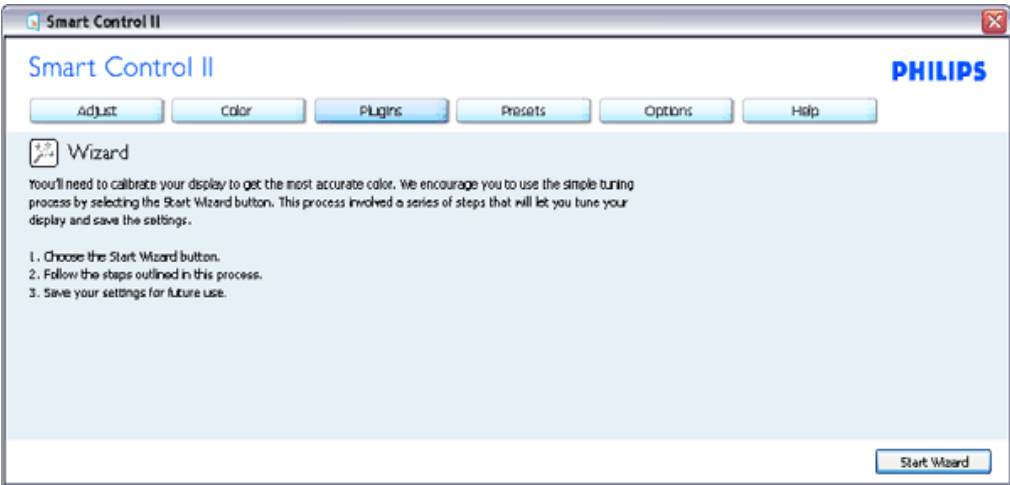 Smart Control II
Smart Control II
PHILIPS
Adjust Color Plugins Presets Options Help
Wizard
Yoou'll need to calibrate your display to get the most accurate color. We encourage you to use the simple tuning
process by selecting the Start Wizard button. This process involved a series of steps that will let you tune your
display and save the settings.
1. Choose the Start Wizard button.
2. Follow the steps outlined in this process.
3. Save your settings for future use.
Start Wizard